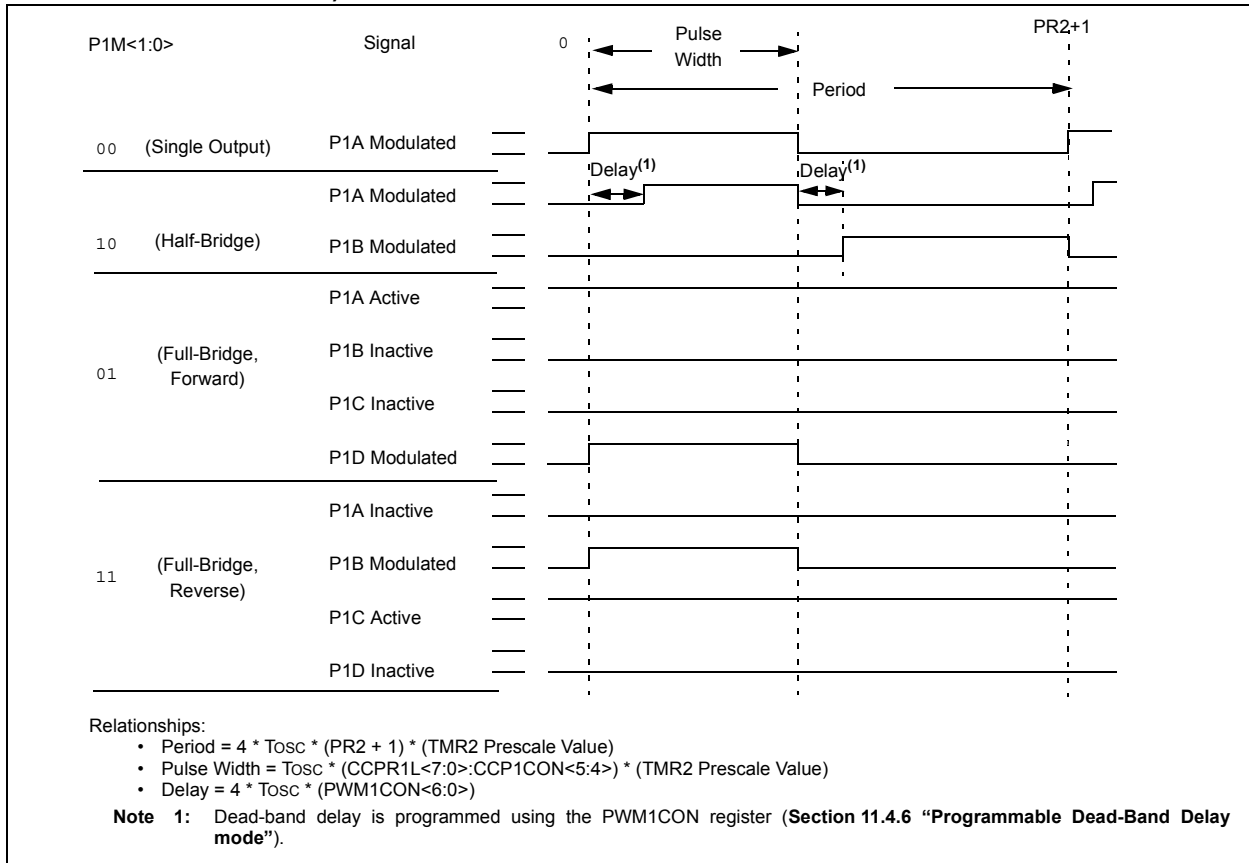 P1M<1:0> Signal 0 Pulse Width PR2+1
Period
00 (Single Output) P1A Modulated
Delay(1) Delay(1)
P1A Modulated
10 (Half-Bridge) P1B Modulated
P1A Active
01 (Full-Bridge, Forward) P1B Inactive
P1C Inactive
P1D Modulated
P1A Inactive
11 (Full-Bridge, Reverse) P1B Modulated
P1C Active
P1D Inactive
Relationships:
• Period = 4 * TOSC * (PR2 + 1) * (TMR2 Prescale Value)
• Pulse Width = TOSC * (CCPR1L<7:0>:CCP1CON<5:4>) * (TMR2 Prescale Value)
• Delay = 4 * TOSC * (PWM1CON<6:0>)
Note 1: Dead-band delay is programmed using the PWM1CON register (Section 11.4.6 “Programmable Dead-Band Delay
mode”).